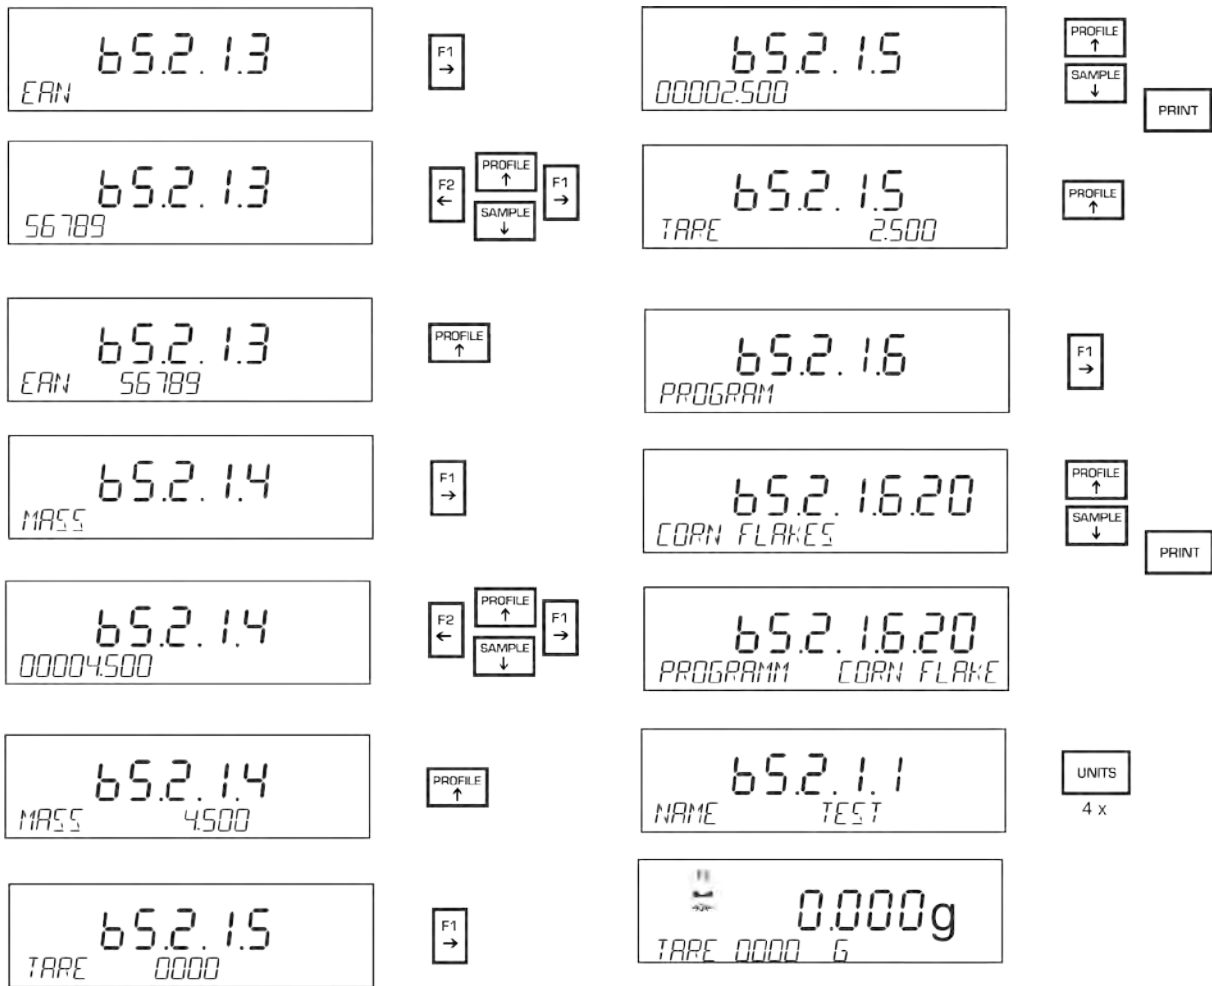 b5.2.1.3
EAN
F1
→
b5.2.1.3
56789
F2
←
PROFILE
↑
SAMPLE
↓
F1
→
b5.2.1.3
EAN 56789
PROFILE
↑
b5.2.1.4
MASS
F1
→
b5.2.1.4
00004.500
F2
←
PROFILE
↑
SAMPLE
↓
F1
→
b5.2.1.4
MASS 4.500
PROFILE
↑
b5.2.1.5
TARE 0000
F1
→
b5.2.1.5
00002.500
PROFILE
↑
SAMPLE
↓
PRINT
b5.2.1.5
TARE 2.500
PROFILE
↑
b5.2.1.6
PROGRAM
F1
→
b5.2.1.6.20
CORN FLAKES
PROFILE
↑
SAMPLE
↓
PRINT
b5.2.1.6.20
PROGRAMM CORN FLAKE
b5.2.1.1
NAME TEST
UNITS
4 x
0.000g
TARE 0000 G